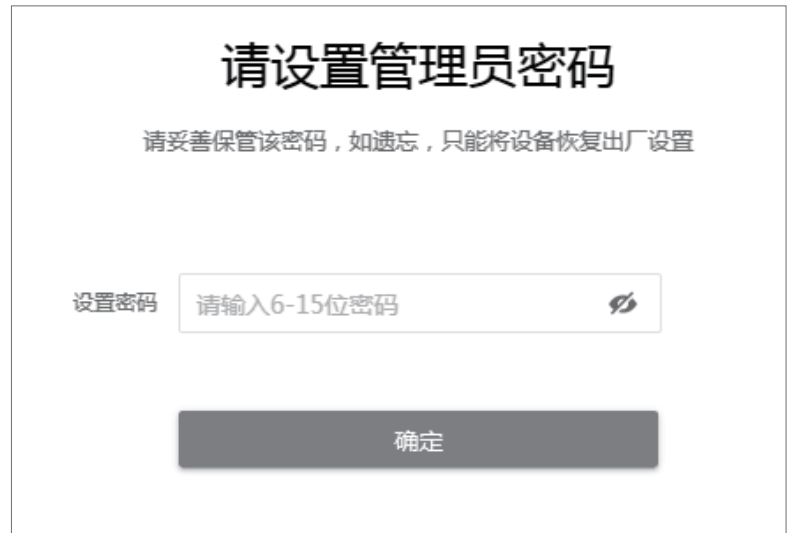 请设置管理员密码
请妥善保管该密码，如遗忘，只能将设备恢复出厂设置
设置密码 请输入6-15位密码
确定